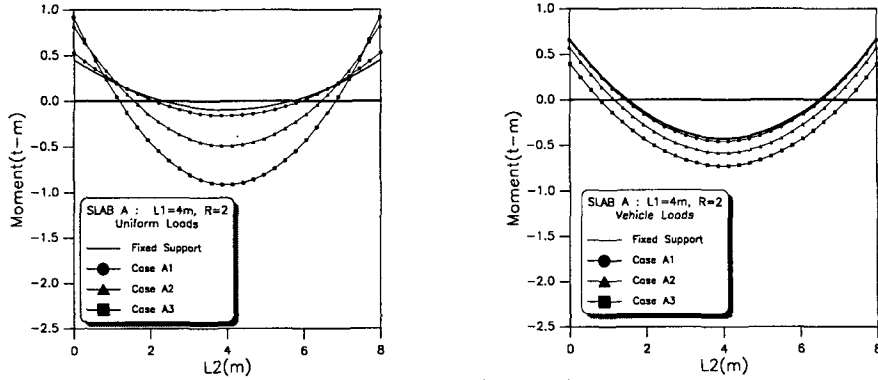 1.0
0.5
0.0
−0.5
−1.0
−1.5
−2.0
−2.5
Moment(t−m)
SLAB A : L1=4m, R=2
Uniform Loads
Fixed Support
Case A1
Case A2
Case A3
0 2 4 6 8
L2(m)
1.0
0.5
0.0
−0.5
−1.0
−1.5
−2.0
−2.5
Moment(t−m)
SLAB A : L1=4m, R=2
Vehicle Loads
Fixed Support
Case A1
Case A2
Case A3
0 2 4 6 8
L2(m)